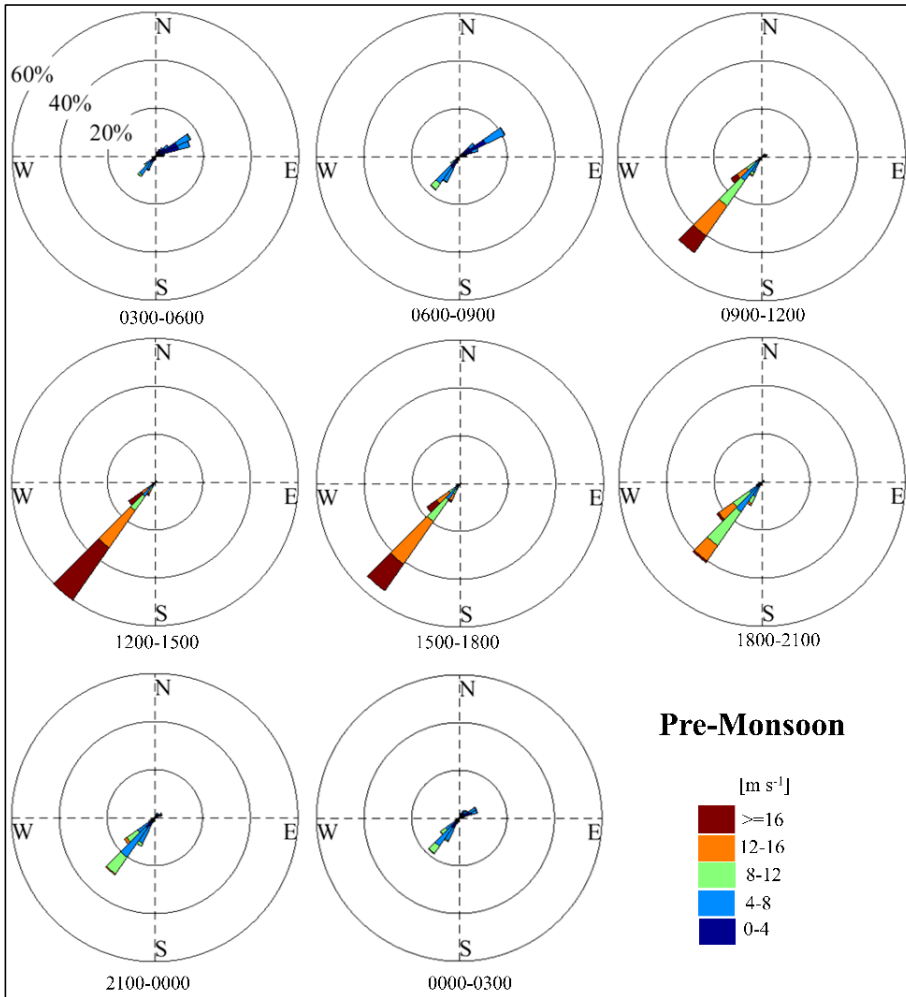 N
60%
40%
20%
W
E
S
0300-0600
N
W
E
S
0600-0900
N
W
E
S
0900-1200
N
W
E
S
1200-1500
N
W
E
S
1500-1800
N
W
E
S
1800-2100
N
W
E
S
2100-0000
N
W
E
S
0000-0300
Pre-Monsoon
[m s⁻¹]
>=16
12-16
8-12
4-8
0-4